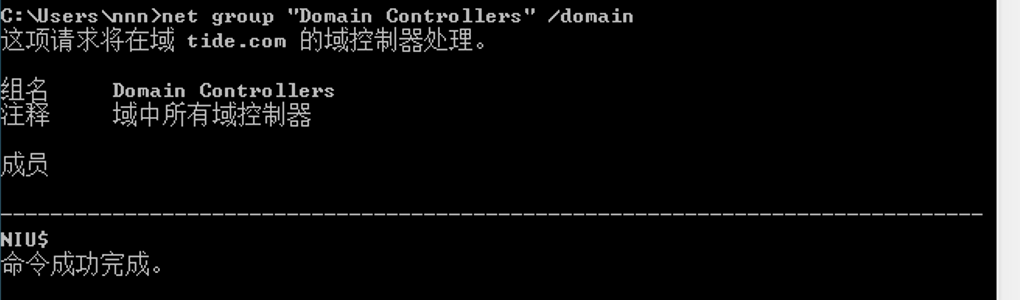 C:\Users\nnn>net group "Domain Controllers" /domain
这项请求将在域 tide.com 的域控制器处理。
组名 Domain Controllers
注释 域中所有域控制器
成员
-------------------------------------------------------------------------------
NIU$
命令成功完成。